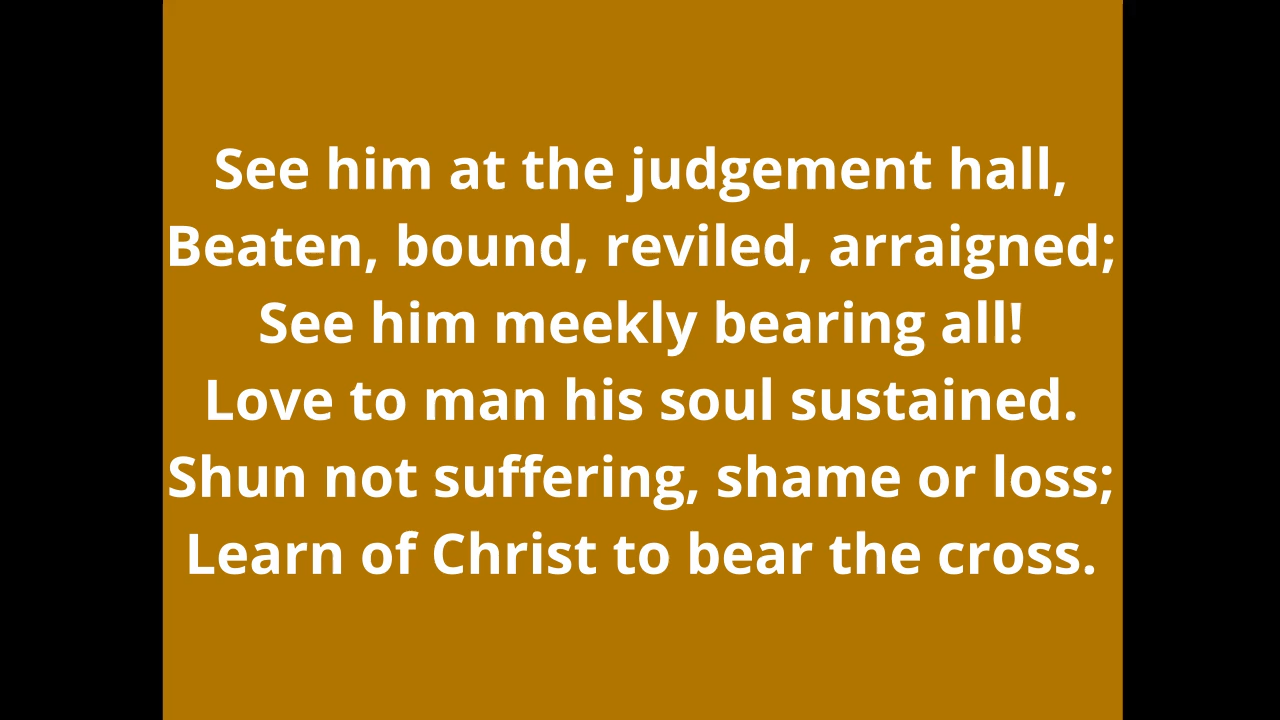 See him at the judgement hall,
Beaten, bound, reviled, arraigned;
See him meekly bearing all!
Love to man his soul sustained.
Shun not suffering, shame or loss;
Learn of Christ to bear the cross.